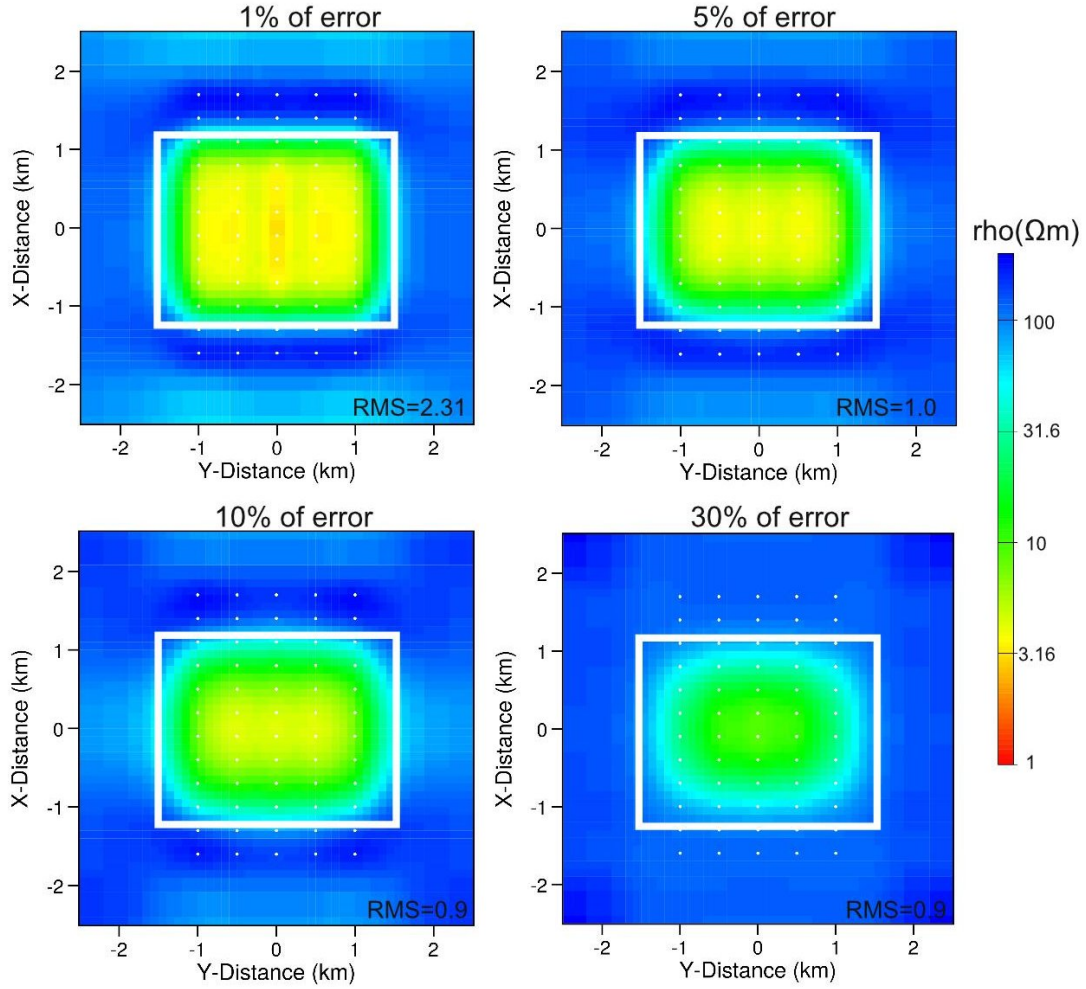 1% of error
5% of error
2
1
0
-1
-2
X-Distance (km)
RMS=2.31
-2
-1
0
1
2
Y-Distance (km)
2
1
0
-1
-2
X-Distance (km)
RMS=1.0
-2
-1
0
1
2
Y-Distance (km)
rho(Ωm)
100
31.6
10
3.16
1
10% of error
30% of error
2
1
0
-1
-2
X-Distance (km)
RMS=0.9
-2
-1
0
1
2
Y-Distance (km)
2
1
0
-1
-2
X-Distance (km)
RMS=0.9
-2
-1
0
1
2
Y-Distance (km)